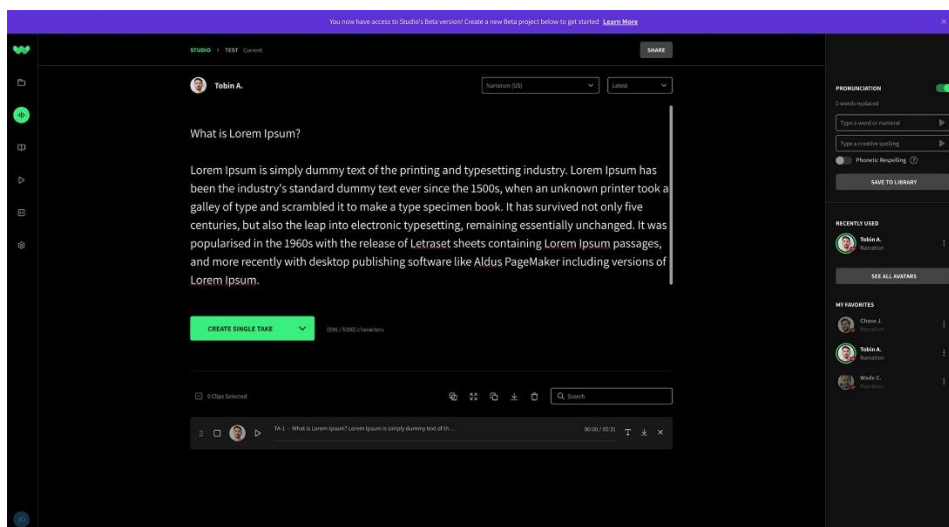 You now have access to Studio's Beta version! Create a new Beta project below to get started Learn More
STUDIO > TEST Current
SHARE
Tobin A.
Narration (US)
Latest
What is Lorem Ipsum?
Lorem Ipsum is simply dummy text of the printing and typesetting industry. Lorem Ipsum has
been the industry's standard dummy text ever since the 1500s, when an unknown printer took a
galley of type and scrambled it to make a type specimen book. It has survived not only five
centuries, but also the leap into electronic typesetting, remaining essentially unchanged. It was
popularised in the 1960s with the release of Letraset sheets containing Lorem Ipsum passages,
and more recently with desktop publishing software like Aldus PageMaker including versions of
Lorem Ipsum.
CREATE SINGLE TAKE
/ 5000) characters
0 Clips Selected
Search
TA-1 – What is Lorem Ipsum? Lorem Ipsum is simply dummy text of th...
00:00 / 00:31
PRONUNCIATION
0 words replaced
Type a word or numeral
Type a creative spelling
Phonetic Respelling
SAVE TO LIBRARY
RECENTLY USED
Tobin A.
Narration
SEE ALL AVATARS
MY FAVORITES
Chase J.
Narration
Tobin A.
Narration
Wade C.
Narration